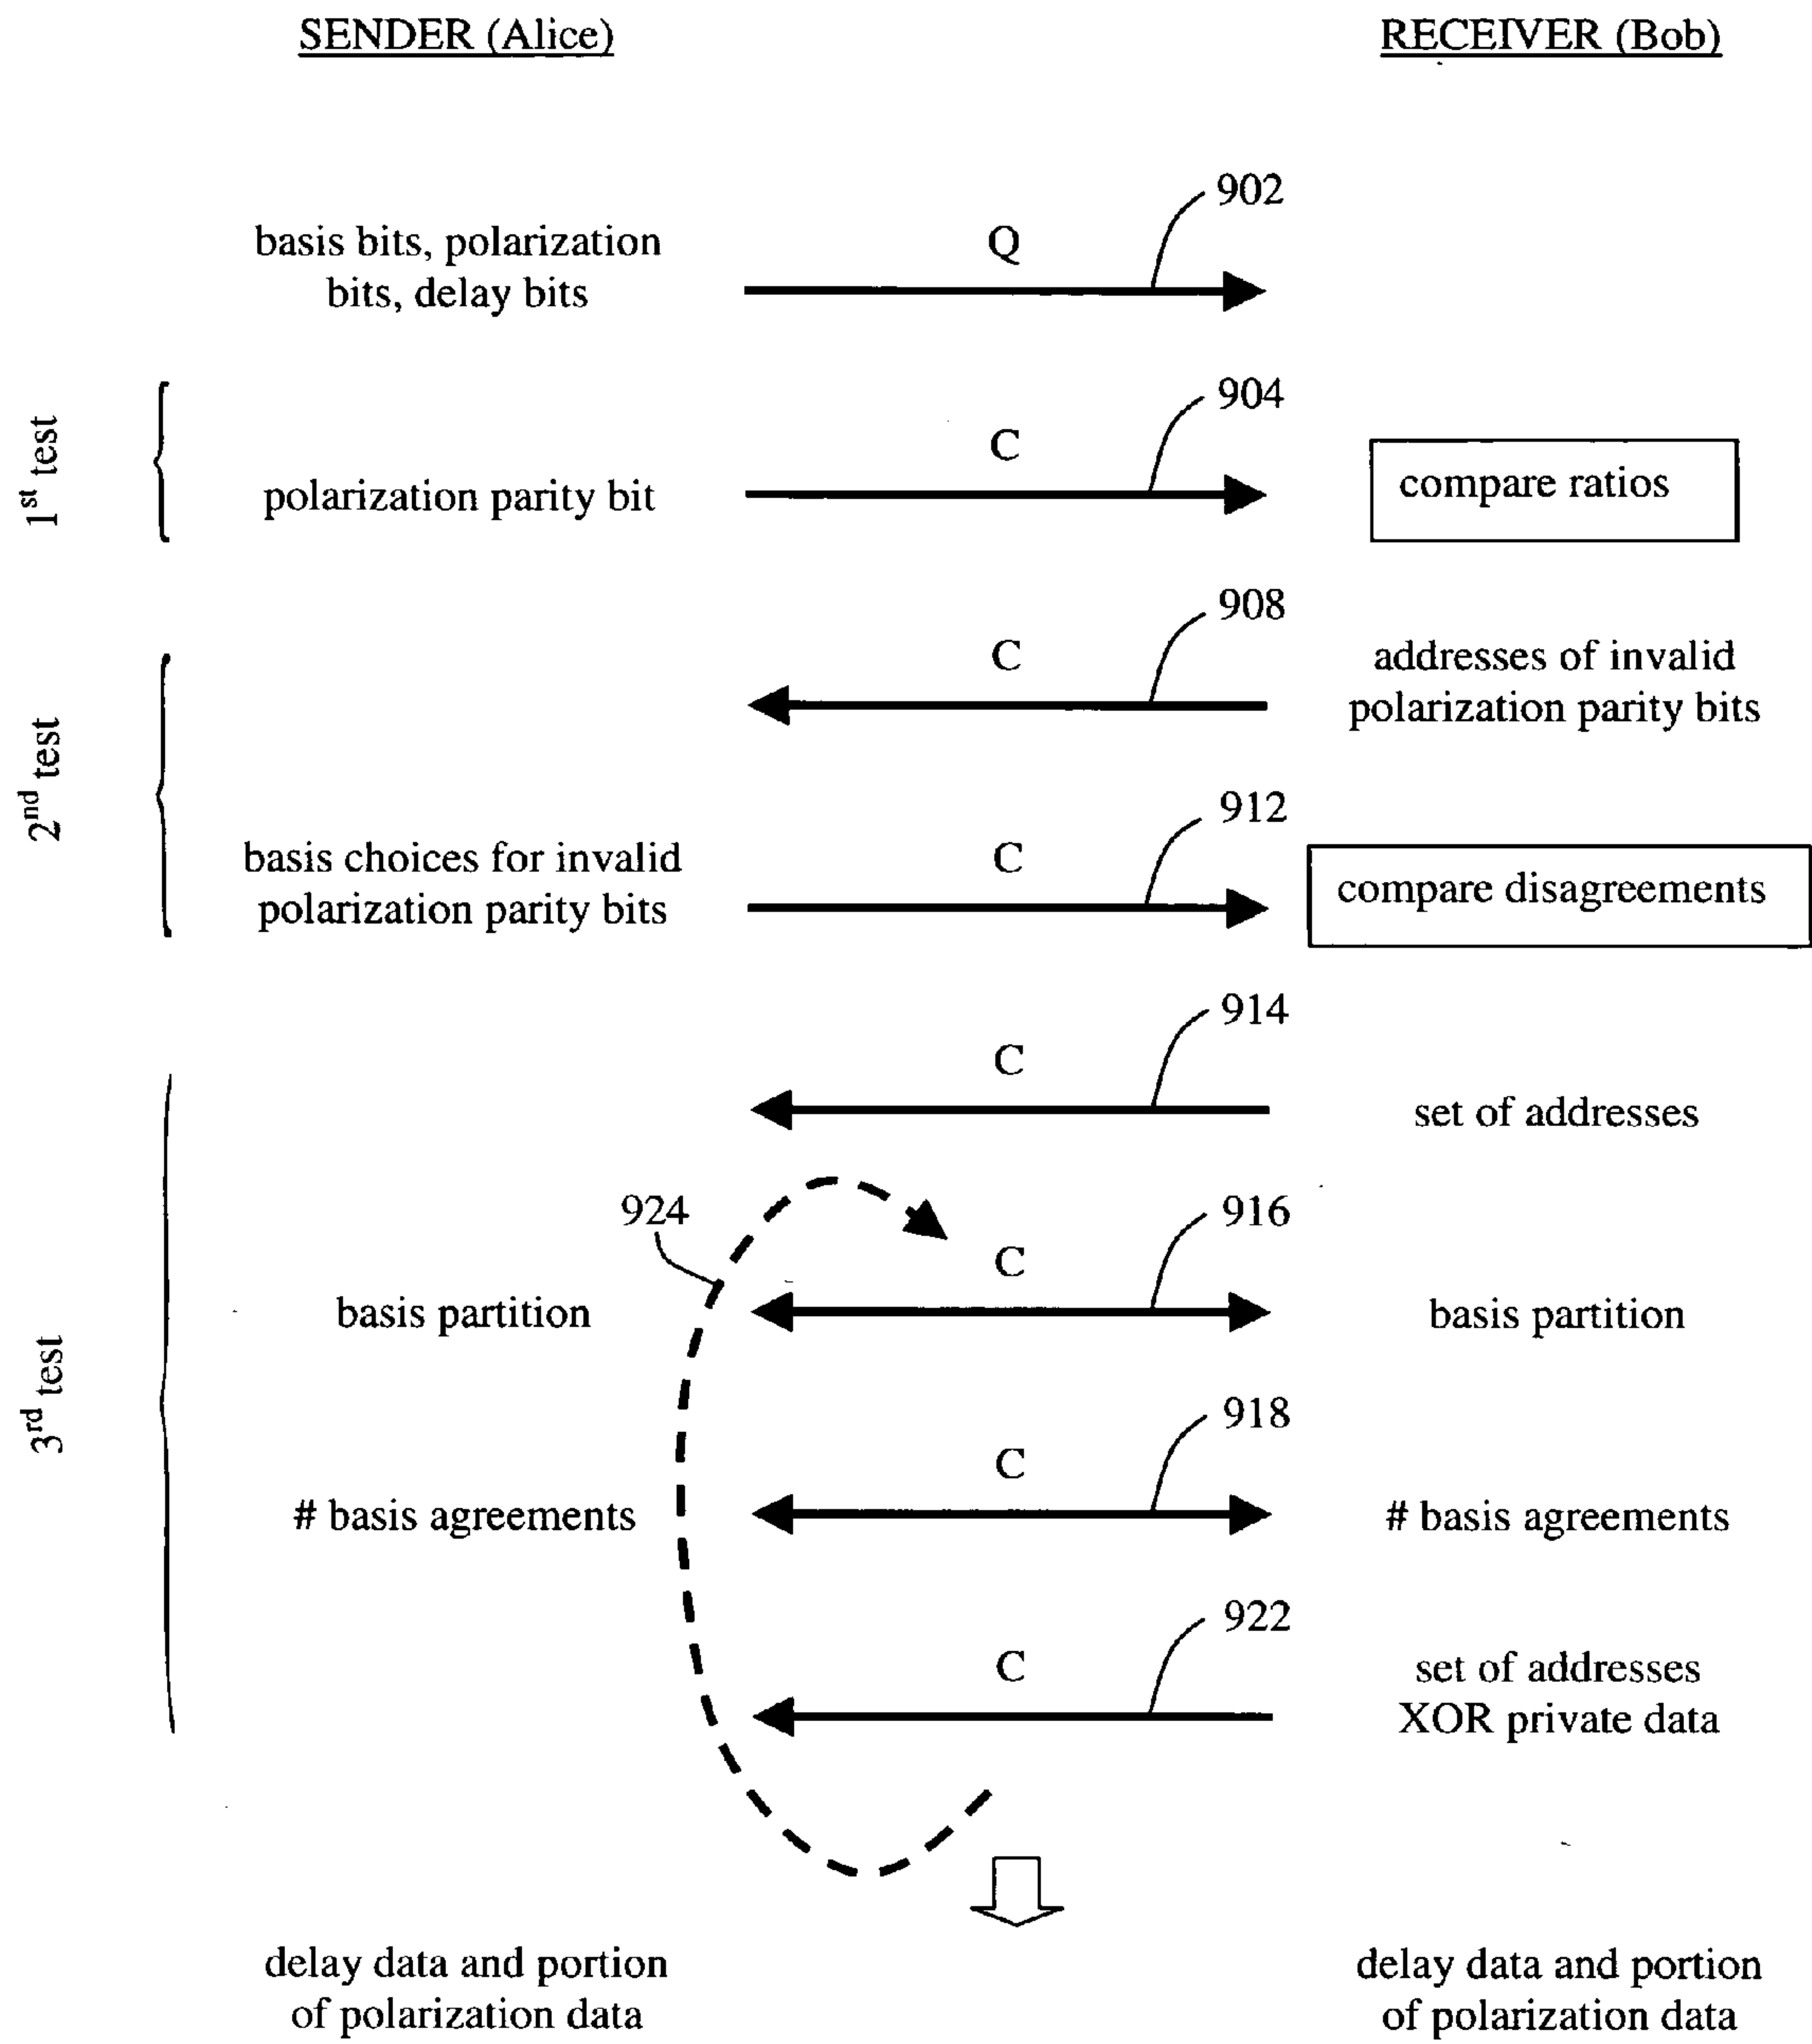 SENDER (Alice)
RECEIVER (Bob)
902
basis bits, polarization
bits, delay bits
Q
1st test
904
polarization parity bit
C
compare ratios
2nd test
908
C
addresses of invalid
polarization parity bits
912
basis choices for invalid
polarization parity bits
C
compare disagreements
3rd test
914
C
set of addresses
924
916
C
basis partition
basis partition
918
C
# basis agreements
# basis agreements
922
C
set of addresses
XOR private data
delay data and portion
of polarization data
delay data and portion
of polarization data